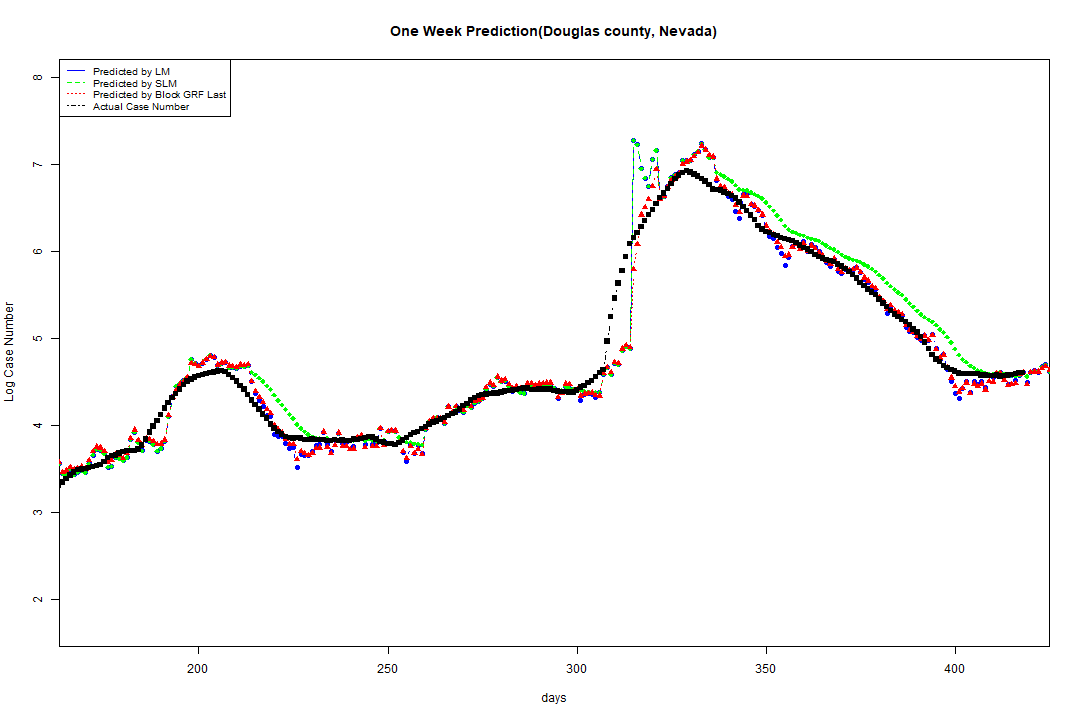 One Week Prediction(Douglas county, Nevada)
Predicted by LM
Predicted by SLM
Predicted by Block GRF Last
Actual Case Number
8
7
6
5
4
3
2
Log Case Number
200 250 300 350 400
days